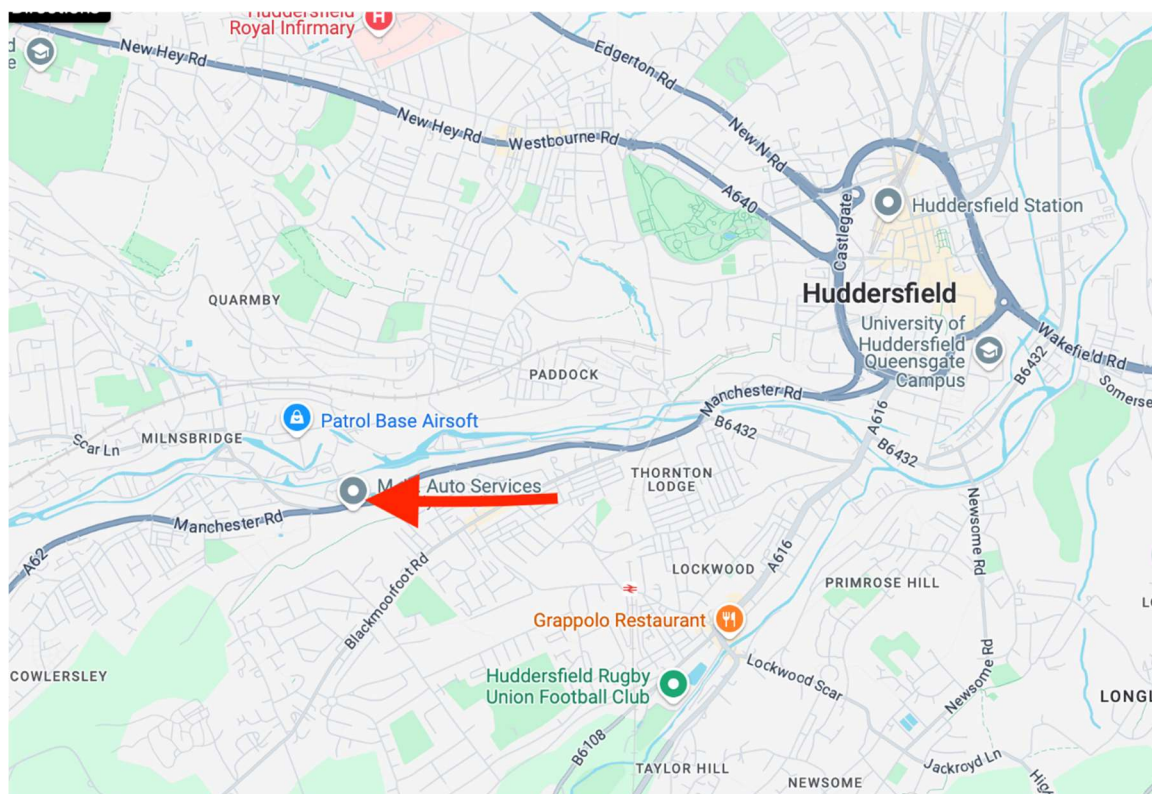 Huddersfield
Royal Infirmary
H
New Hey Rd
Edgerton Rd
New Hey Rd
Westbourne Rd
New N Rd
A640
Castlegate
Huddersfield Station
QUARMBY
Huddersfield
University of
Huddersfield
Queensgate
Campus
Wakefield Rd
B6432
Somerse
PADDOCK
Manchester Rd
Patrol Base Airsoft
B6432
A616
B6432
MILNSBRIDGE
Scar Ln
THORNTON
LODGE
Auto Services
Manchester Rd
A62
Blackmoorfoot Rd
Newsome Rd
A616
LOCKWOOD
PRIMROSE HILL
Grappolo Restaurant
COWLERSLEY
Huddersfield Rugby
Union Football Club
Lockwood Scar
Newsome Rd
LONGL
B6108
TAYLOR HILL
NEWSOME
Jackroyd Ln